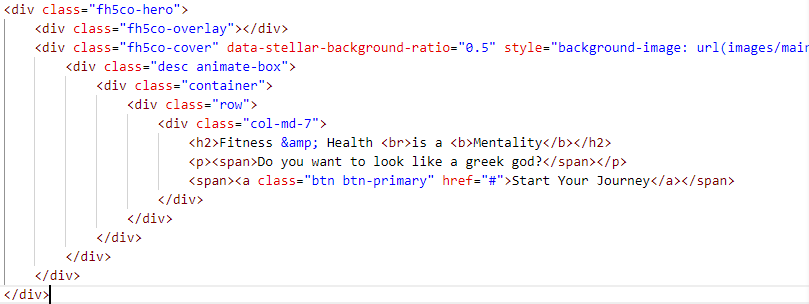 <div class="fh5co-hero">
<div class="fh5co-overlay"></div>
<div class="fh5co-cover" data-stellar-background-ratio="0.5" style="background-image: url(images/mair
<div class="desc animate-box">
<div class="container">
<div class="row">
<div class="col-md-7">
<h2>Fitness &amp; Health <br>is a <b>Mentality</b></h2>
<p><span>Do you want to look like a greek god?</span></p>
<span><a class="btn btn-primary" href="#">Start Your Journey</a></span>
</div>
</div>
</div>
</div>
</div>
</div>